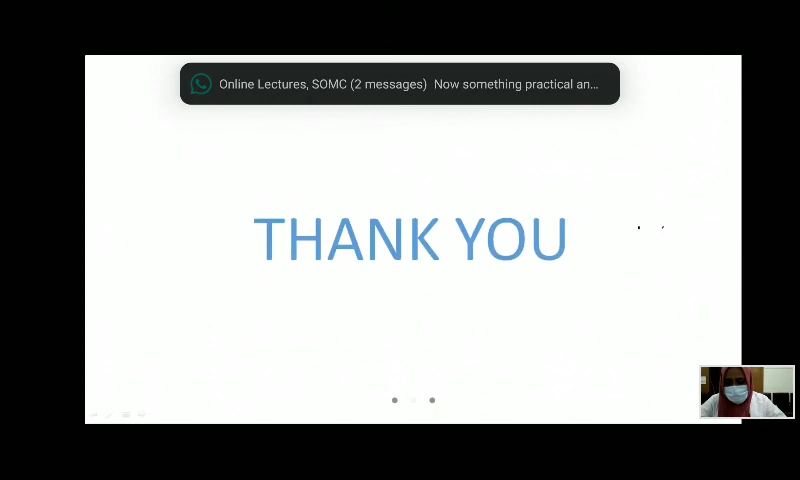 Online Lectures, SOMC (2 messages) Now something practical an...
THANK YOU